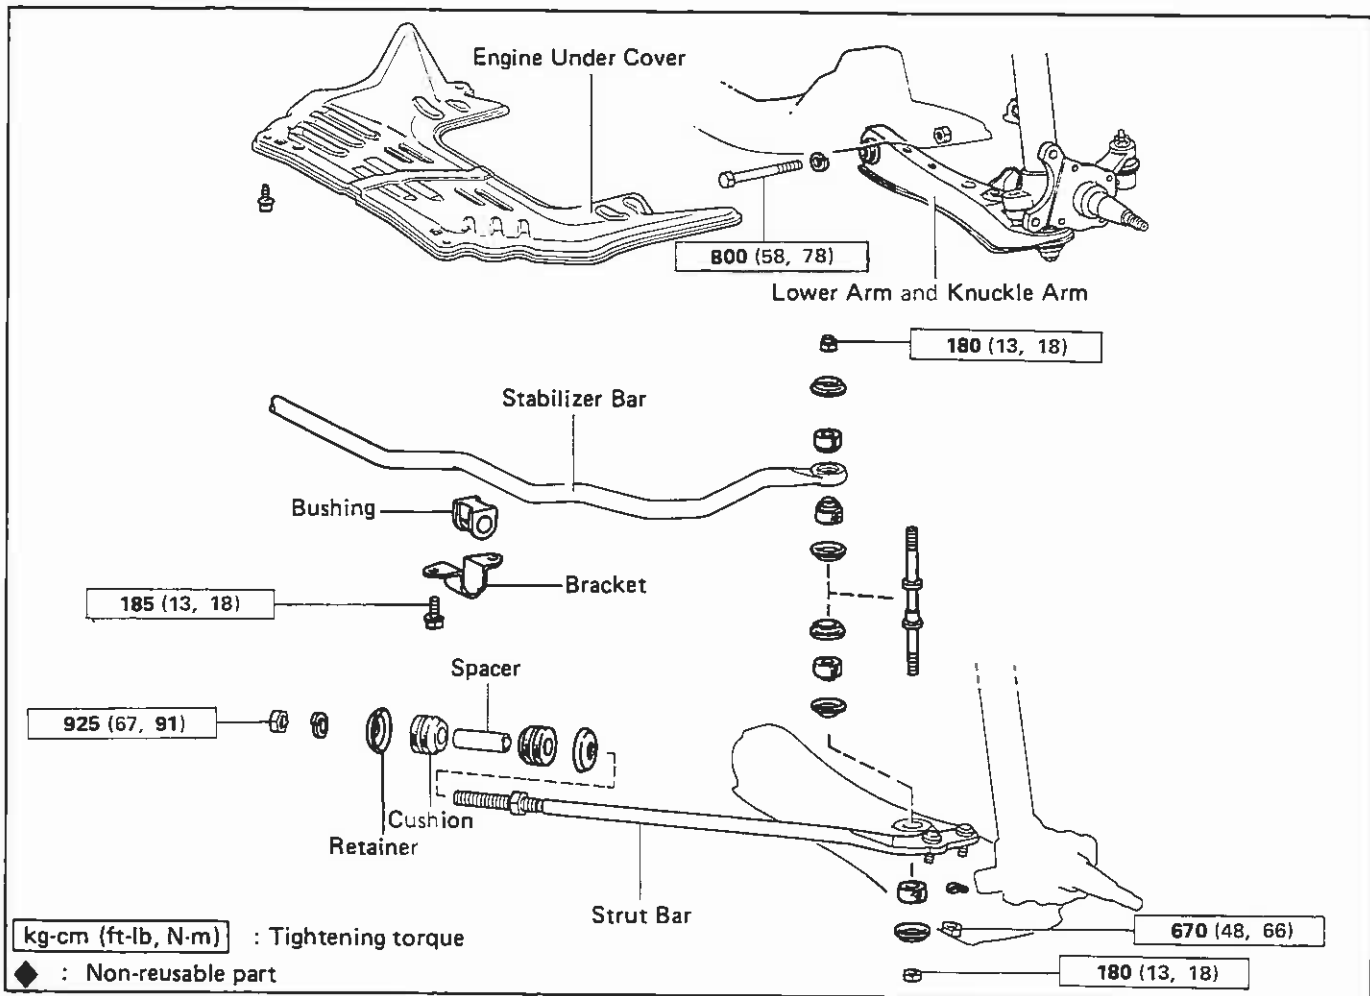 Engine Under Cover
800 (58, 78)
Lower Arm and Knuckle Arm
180 (13, 18)
Stabilizer Bar
Bushing
Bracket
185 (13, 18)
Spacer
925 (67, 91)
Cushion
Retainer
Strut Bar
670 (48, 66)
180 (13, 18)
kg-cm (ft-lb, N·m) : Tightening torque
◆ : Non-reusable part